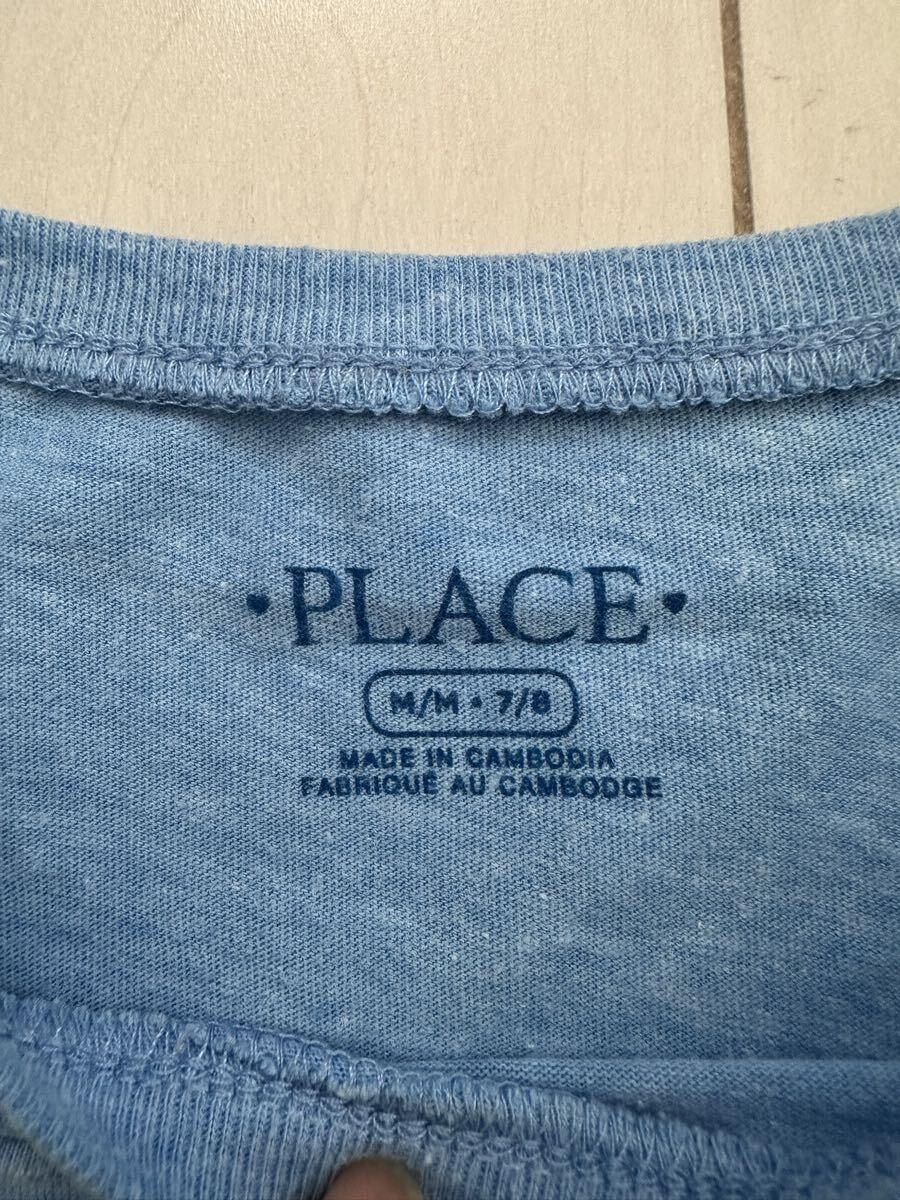 PLACE
M/M • 7/8
MADE IN CAMBODIA
FABRIQUÉ AU CAMBODGE